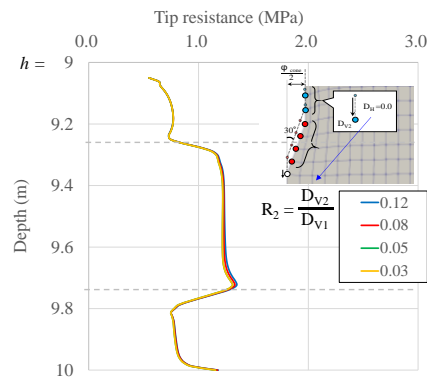 Tip resistance (MPa)
0.0 1.0 2.0 3.0
h = 9
9.2
9.4
9.6
9.8
10
Depth (m)
φcone
2
30°
D_H=0.0
D_V2
R₂ = D_V2 / D_V1
0.12
0.08
0.05
0.03